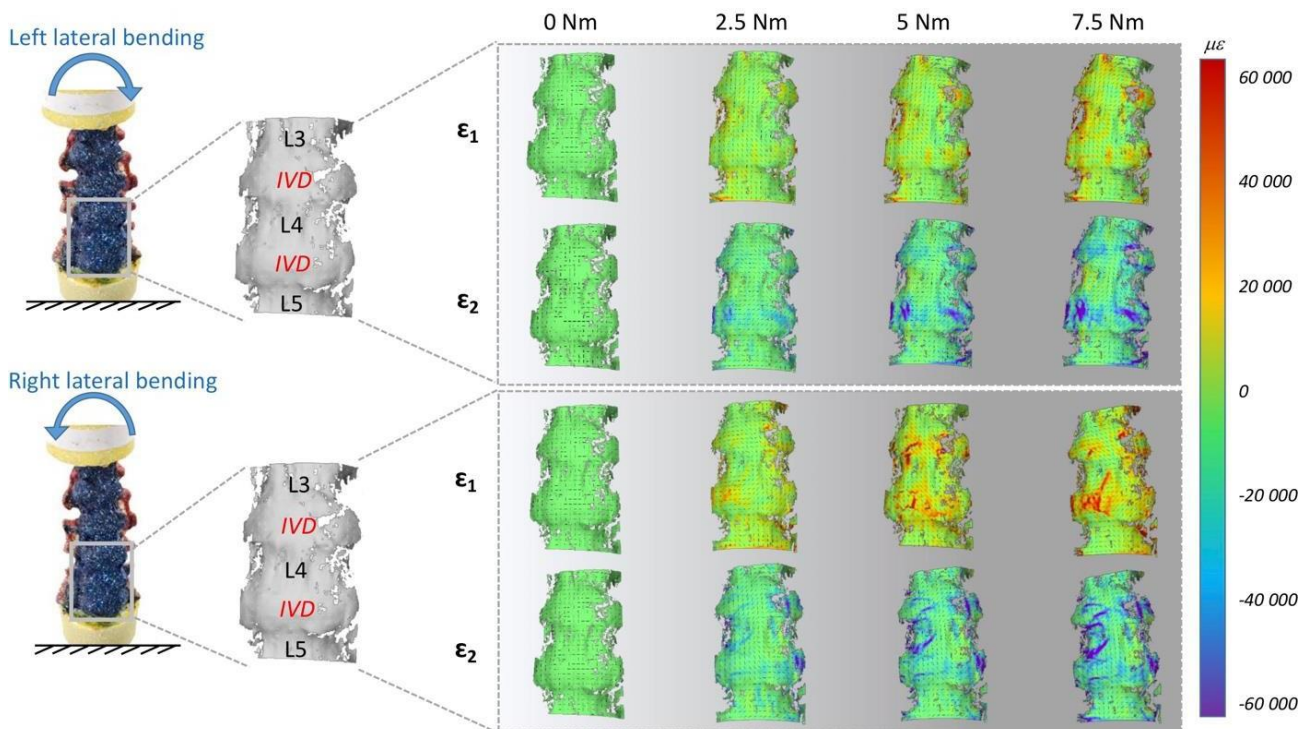 0 Nm 2.5 Nm 5 Nm 7.5 Nm
με
Left lateral bending
L3
IVD
L4
IVD
L5
ε1
ε2
Right lateral bending
L3
IVD
L4
IVD
L5
ε1
ε2
60 000
40 000
20 000
0
-20 000
-40 000
-60 000